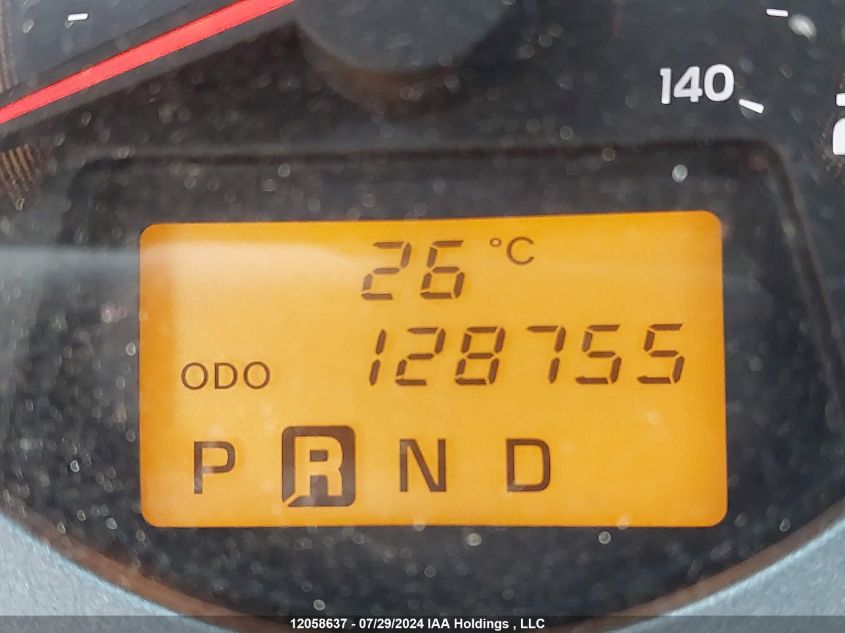 140
26 °C
ODO 128755
P R N D
12058637 - 07/29/2024 IAA Holdings , LLC